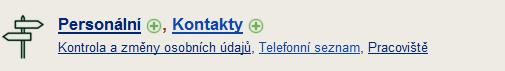 Personální, Kontakty
Kontrola a změny osobních údajů, Telefonní seznam, Pracoviště